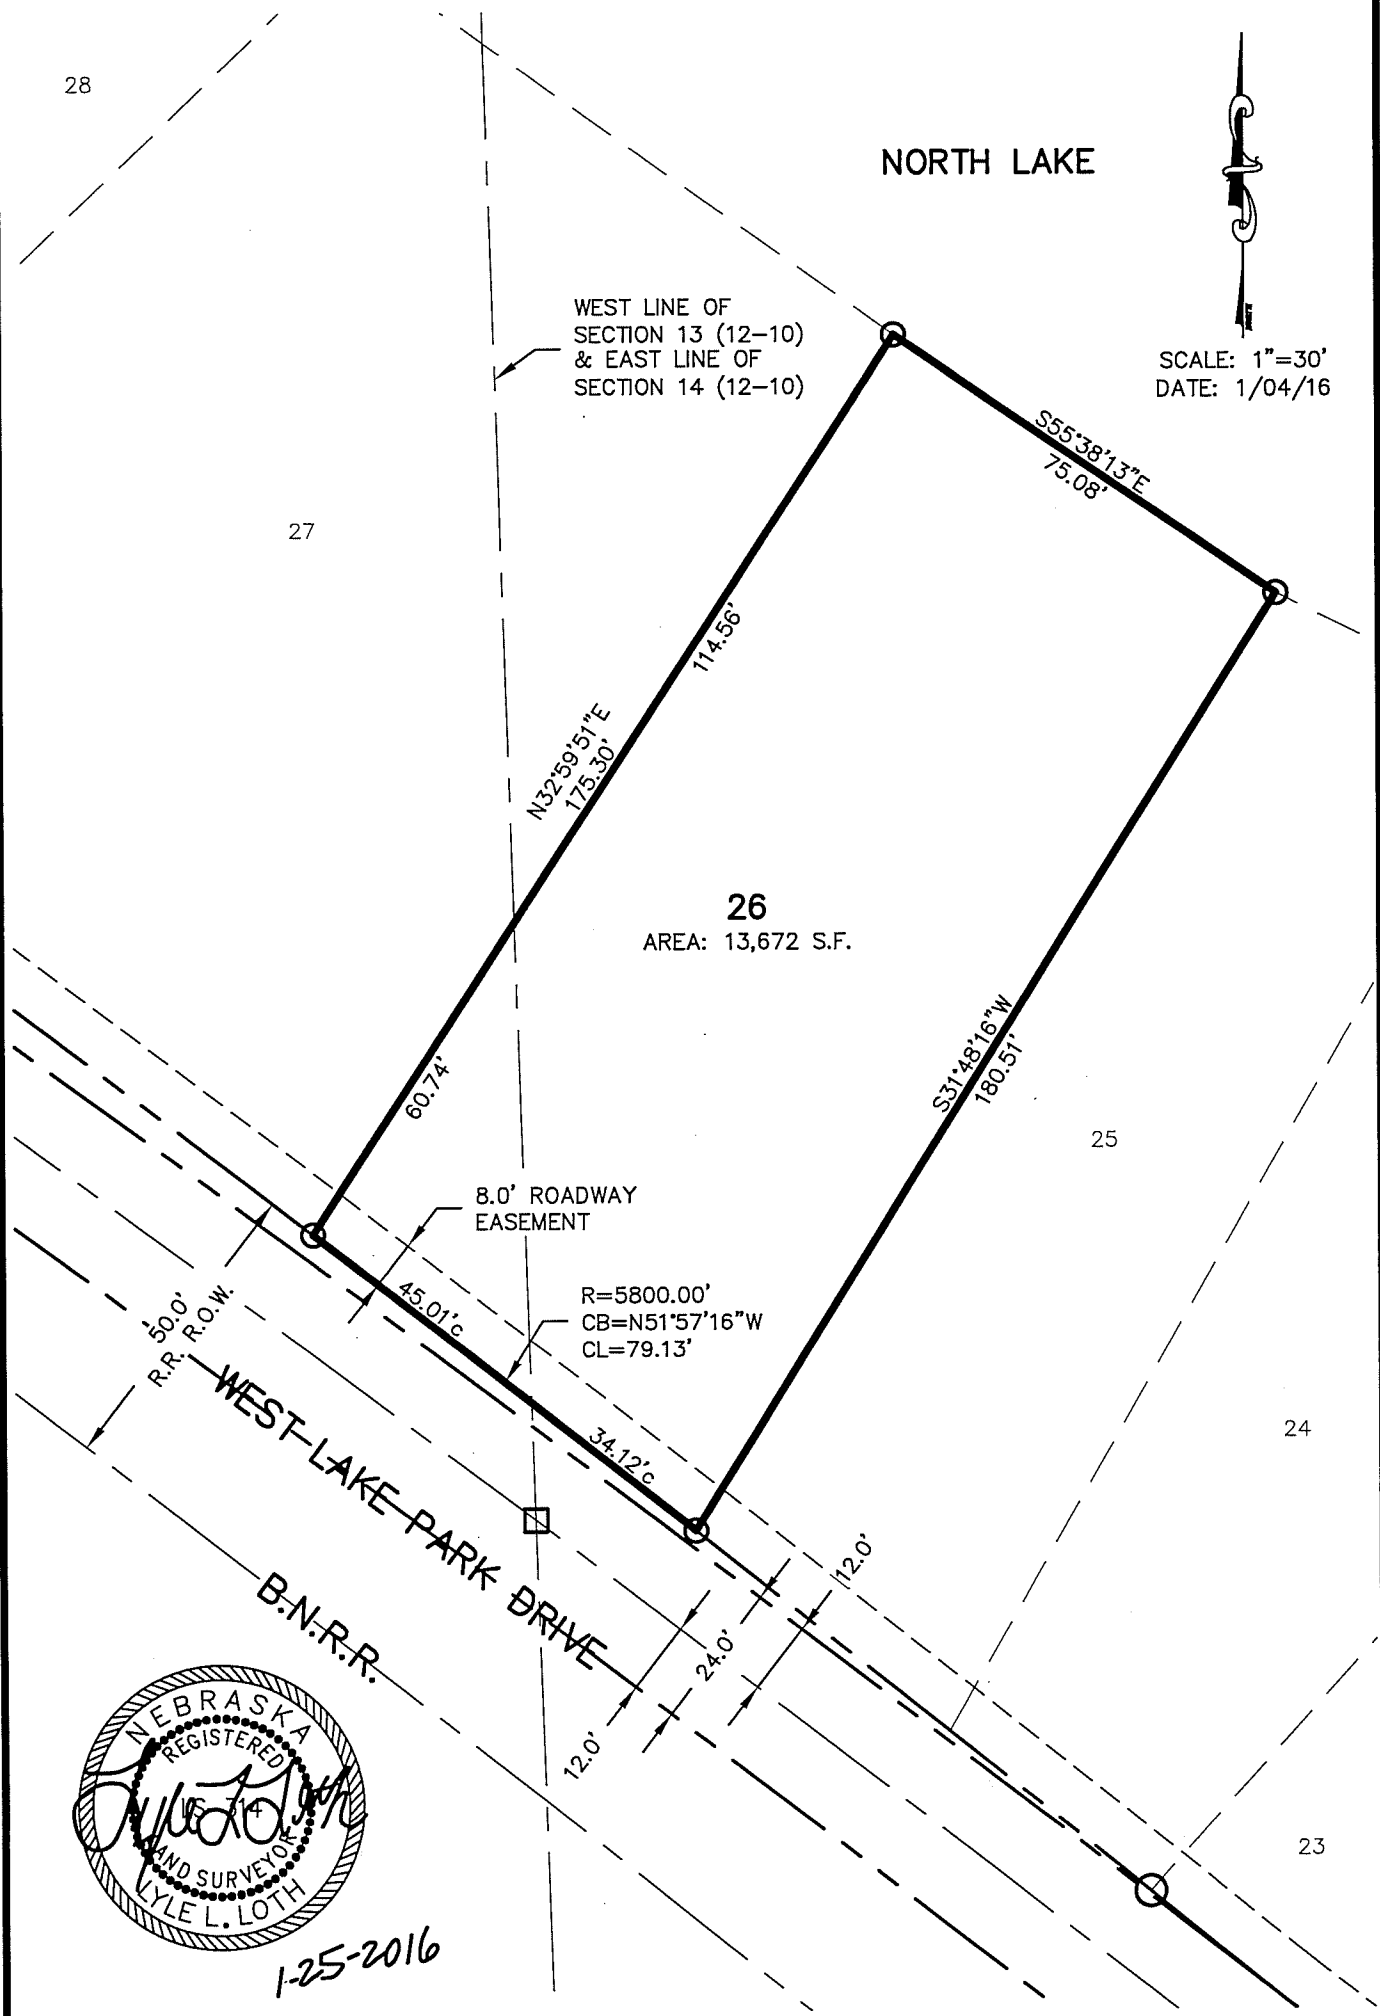 28
NORTH LAKE
WEST LINE OF
SECTION 13 (12-10)
& EAST LINE OF
SECTION 14 (12-10)
SCALE: 1"=30'
DATE: 1/04/16
S55°38'13"E
75.08'
27
114.56'
N32°59'51"E
175.30'
26
AREA: 13,672 S.F.
S31°48'16"W
180.51'
60.74'
25
8.0' ROADWAY
EASEMENT
45.01'c
R=5800.00'
CB=N51°57'16"W
CL=79.13'
50.0'
R.R. R.O.W.
34.12'c
24
WEST LAKE PARK DRIVE
B.N.R.R.
12.0'
24.0'
12.0'
23
NEBRASKA
REGISTERED
LS 314
LAND SURVEYOR
LYLE L. LOTH
Lyle L Loth
1-25-2016